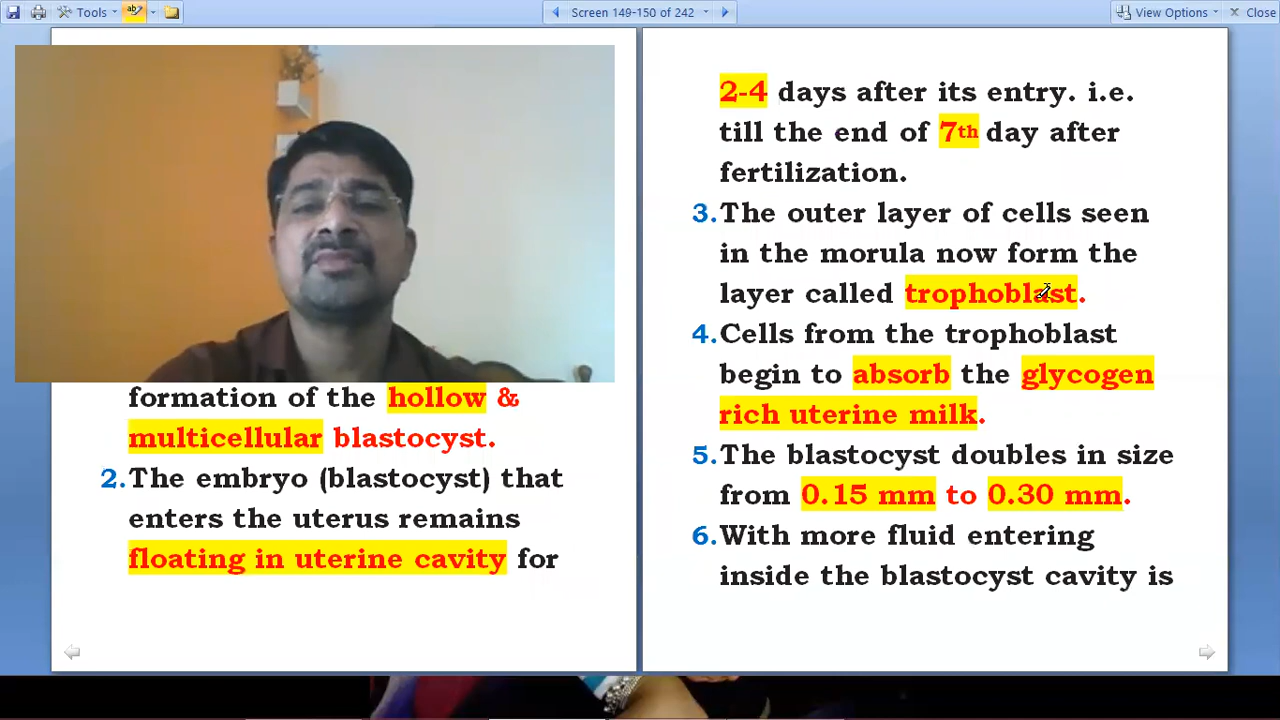 Tools
Screen 149-150 of 242
View Options
Close
formation of the hollow &
multicellular blastocyst.
2. The embryo (blastocyst) that
enters the uterus remains
floating in uterine cavity for
2-4 days after its entry. i.e.
till the end of 7th day after
fertilization.
3. The outer layer of cells seen
in the morula now form the
layer called trophoblast.
4. Cells from the trophoblast
begin to absorb the glycogen
rich uterine milk.
5. The blastocyst doubles in size
from 0.15 mm to 0.30 mm.
6. With more fluid entering
inside the blastocyst cavity is